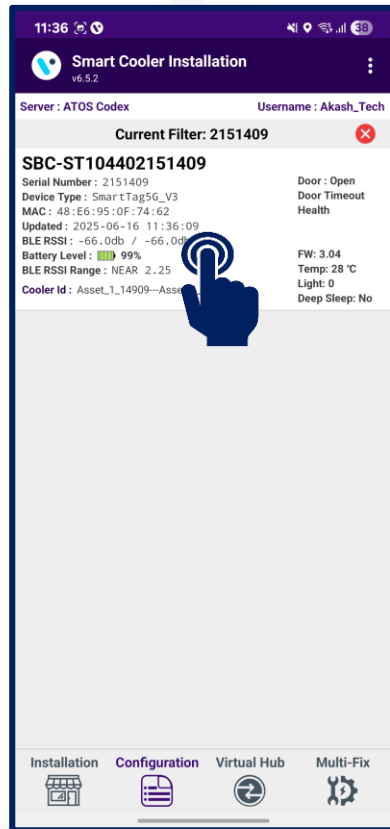 11:36
38
Smart Cooler Installation
v6.5.2
Server : ATOS Codex Username : Akash_Tech
Current Filter: 2151409
SBC-ST104402151409
Serial Number : 2151409
Device Type : SmartTag5G_V3
MAC : 48:E6:95:0F:74:62
Updated : 2025-06-16 11:36:09
BLE RSSI : -66.0db / -66.0db
Battery Level : 99%
BLE RSSI Range : NEAR 2.25
Cooler Id : Asset_1_14909---Asse
Door : Open
Door Timeout
Health
FW: 3.04
Temp: 28 °C
Light: 0
Deep Sleep: No
Installation Configuration Virtual Hub Multi-Fix